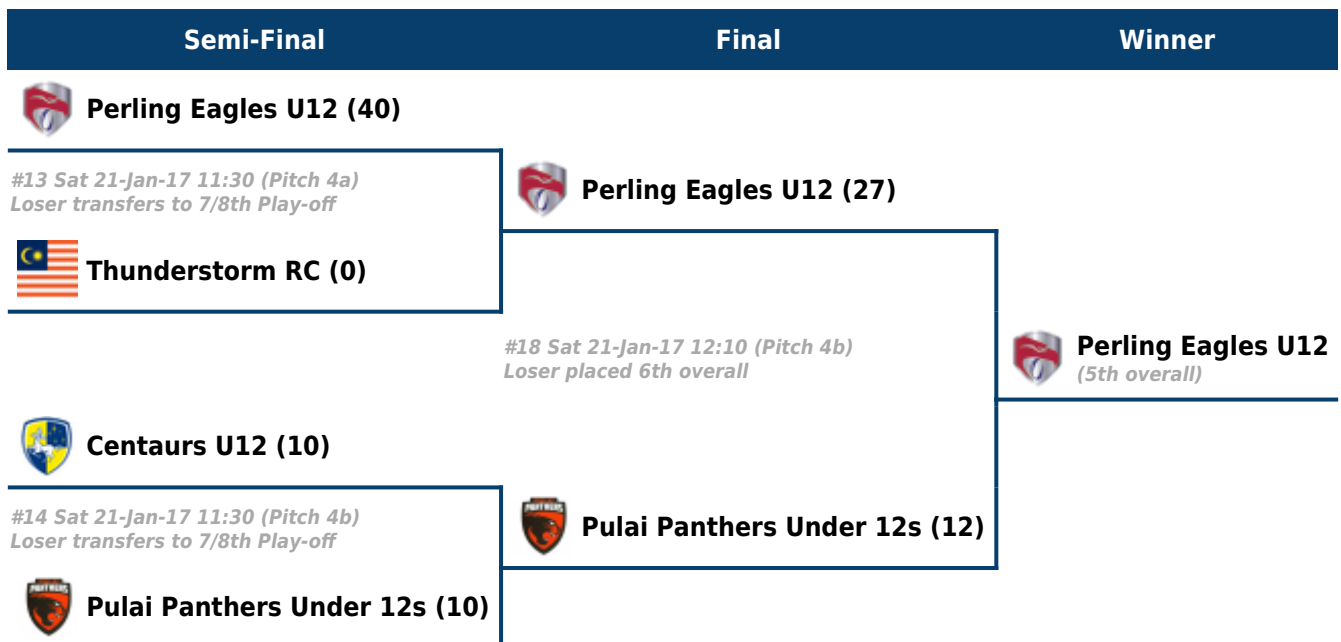 Semi-Final Final Winner
Perling Eagles U12 (40)
#13 Sat 21-Jan-17 11:30 (Pitch 4a)
Loser transfers to 7/8th Play-off
Perling Eagles U12 (27)
Thunderstorm RC (0)
#18 Sat 21-Jan-17 12:10 (Pitch 4b)
Loser placed 6th overall
Perling Eagles U12
(5th overall)
Centaurs U12 (10)
#14 Sat 21-Jan-17 11:30 (Pitch 4b)
Loser transfers to 7/8th Play-off
PANTHERS
Pulai Panthers Under 12s (12)
PANTHERS
Pulai Panthers Under 12s (10)